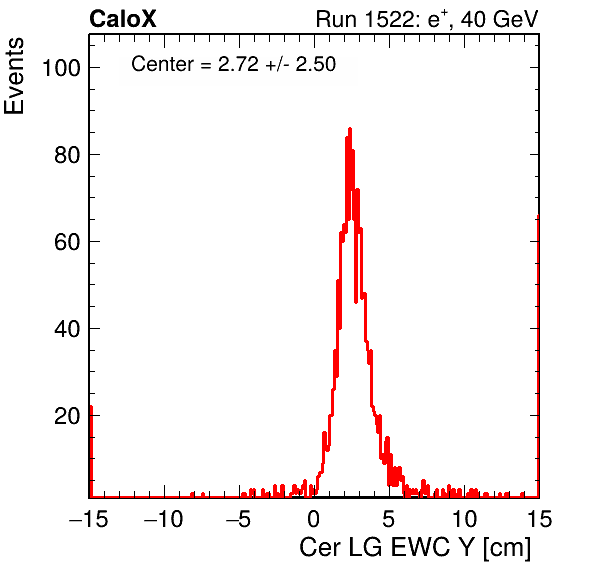 CaloX Run 1522: e⁺, 40 GeV
Events
Center = 2.72 +/- 2.50
100
80
60
40
20
−15 −10 −5 0 5 10 15
Cer LG EWC Y [cm]